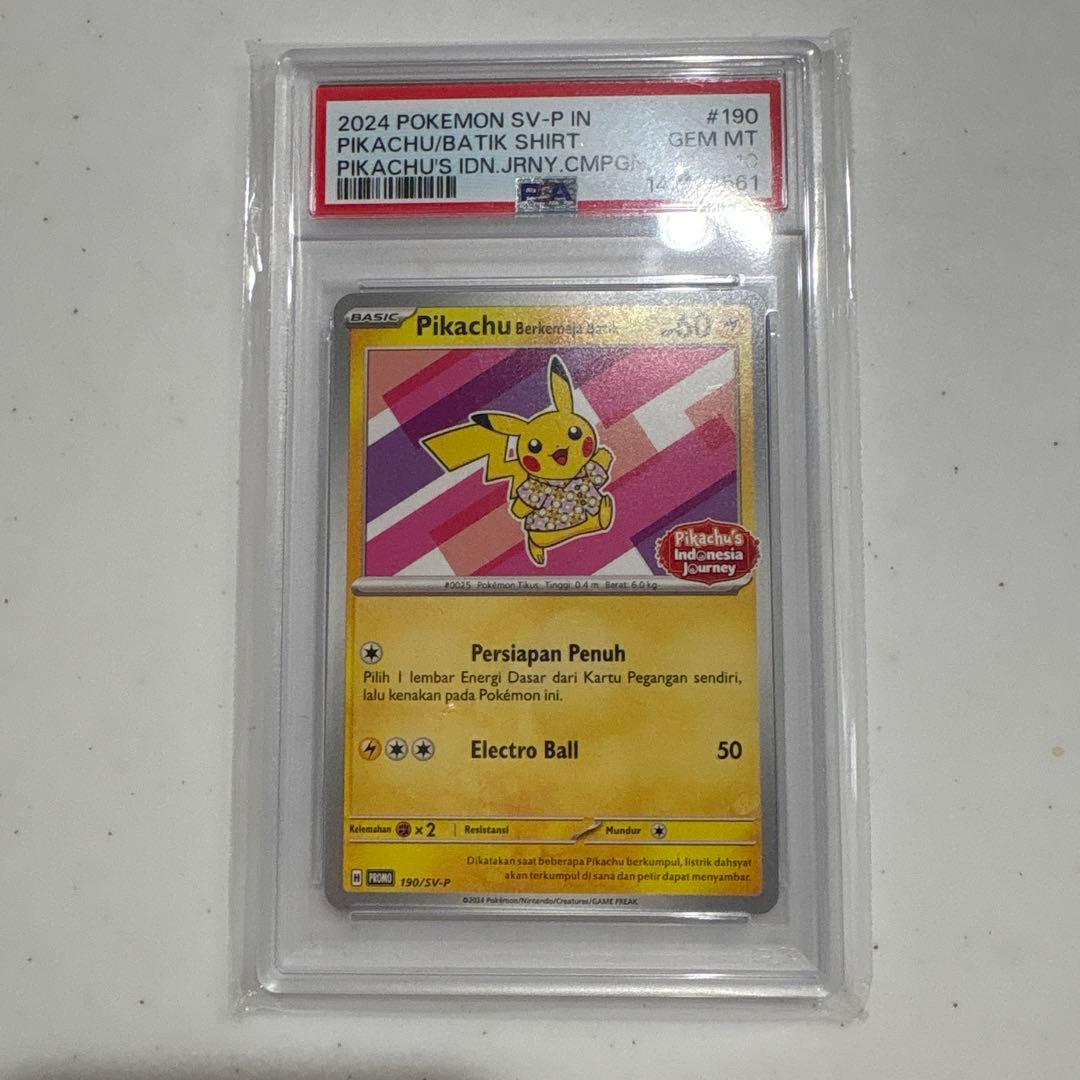 2024 POKEMON SV-P IN #190
PIKACHU/BATIK SHIRT GEM MT
PIKACHU'S IDN.JRNY.CMPGN 10
PSA
BASIC Pikachu Berkemeja Batik 60
Pikachu's
Indonesia
Journey
#0025 Pokémon Tikus Tinggi: 0.4 m Berat: 6.0 kg
Persiapan Penuh
Pilih 1 lembar Energi Dasar dari Kartu Pegangan sendiri,
lalu kenakan pada Pokémon ini.
Electro Ball 50
Kelemahan ×2 Resistansi Mundur
Dikatakan saat beberapa Pikachu berkumpul, listrik dahsyat
akan terkumpul di sana dan petir dapat menyambar.
H PROMO 190/SV-P
©2024 Pokémon/Nintendo/Creatures/GAME FREAK